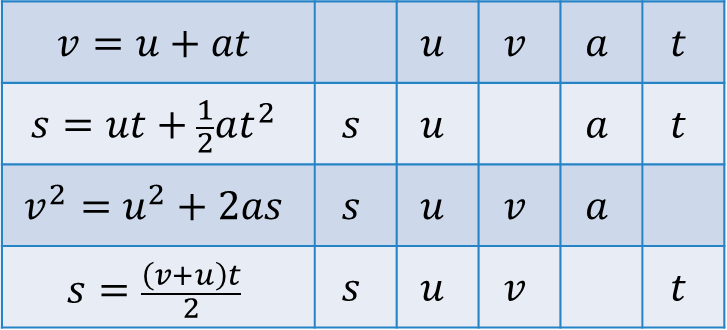 v = u + at u v a t
s = ut + ½at² s u a t
v² = u² + 2as s u v a
s = (v+u)t/2 s u v t